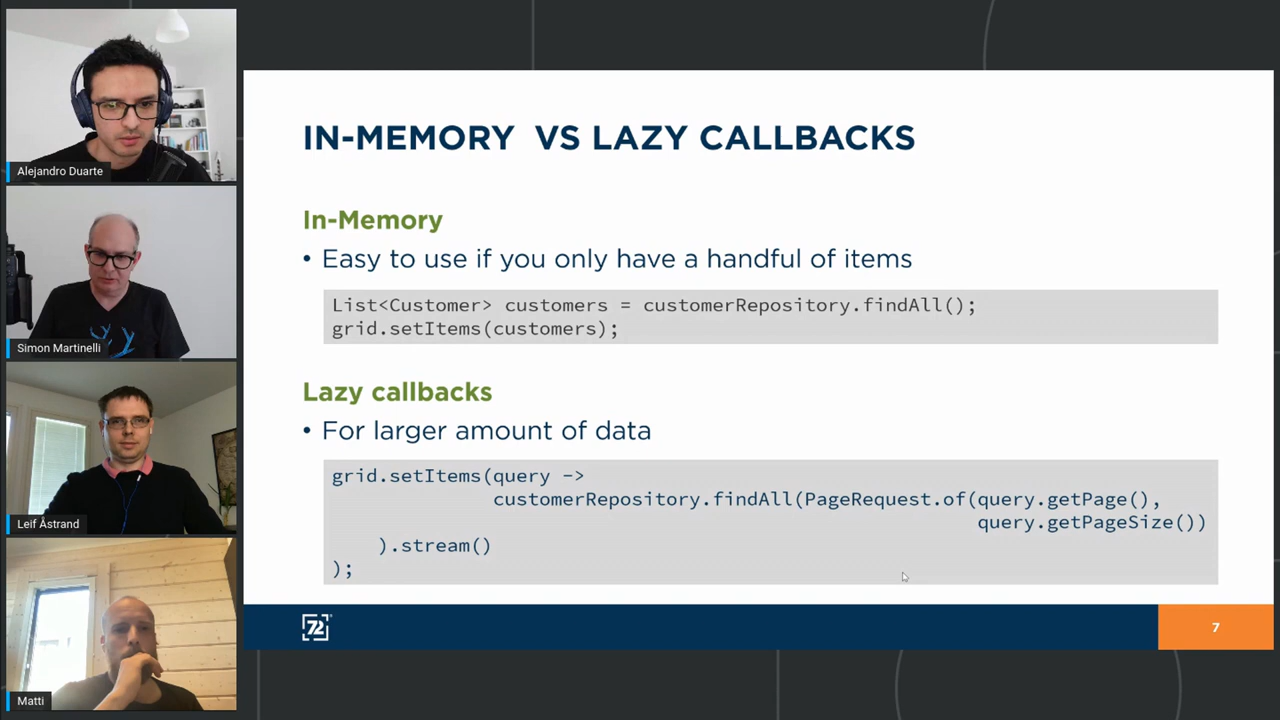 Alejandro Duarte
Simon Martinelli
Leif Åstrand
Matti
IN-MEMORY VS LAZY CALLBACKS
In-Memory
• Easy to use if you only have a handful of items
List<Customer> customers = customerRepository.findAll();
grid.setItems(customers);
Lazy callbacks
• For larger amount of data
grid.setItems(query ->
customerRepository.findAll(PageRequest.of(query.getPage(),
query.getPageSize())
).stream()
);
72
7